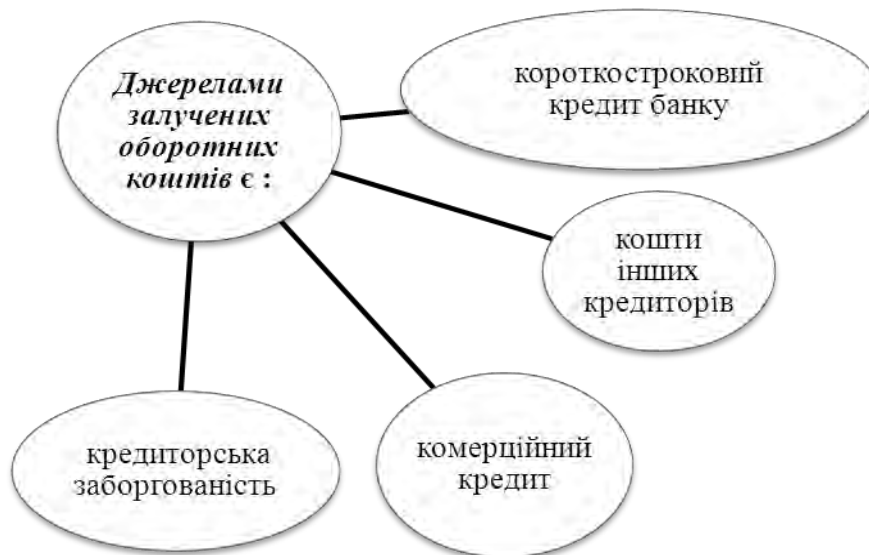 Джерелами
залучених
оборотних
коштів є :
короткостроковий
кредит банку
кошти
інших
кредиторів
комерційний
кредит
кредиторська
заборгованість